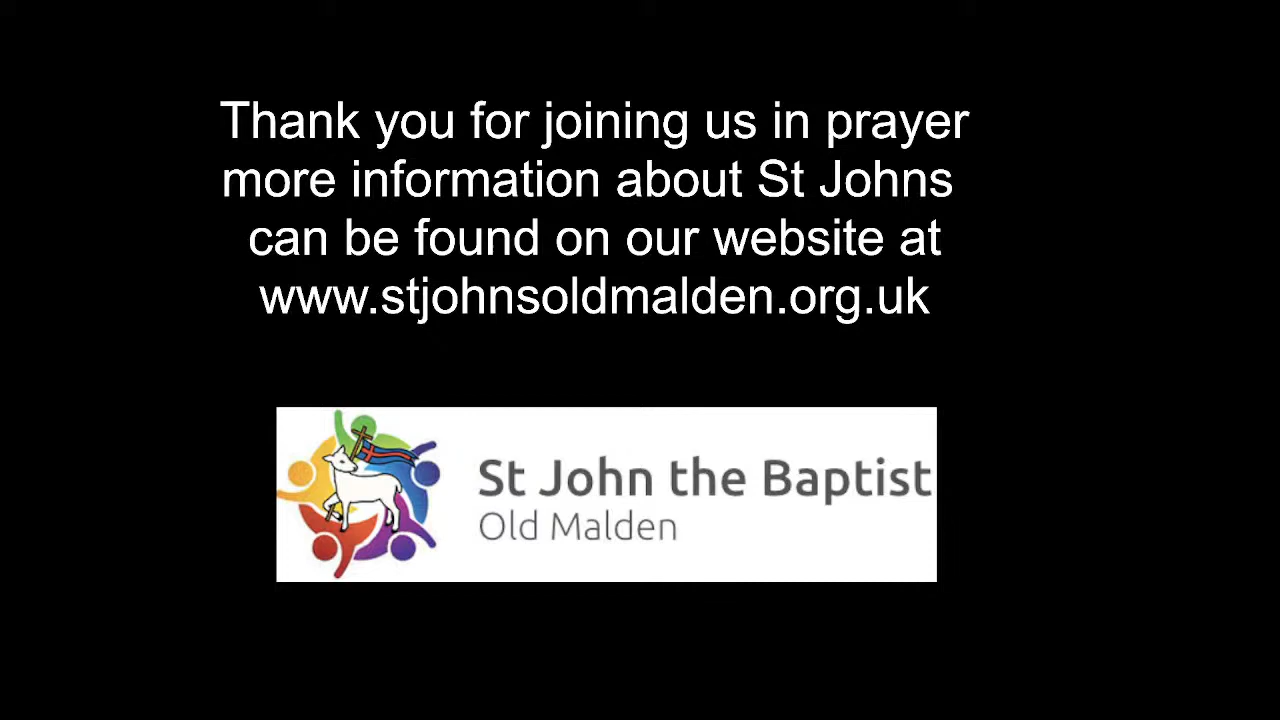 Thank you for joining us in prayer
more information about St Johns
can be found on our website at
www.stjohnsoldmalden.org.uk
St John the Baptist
Old Malden